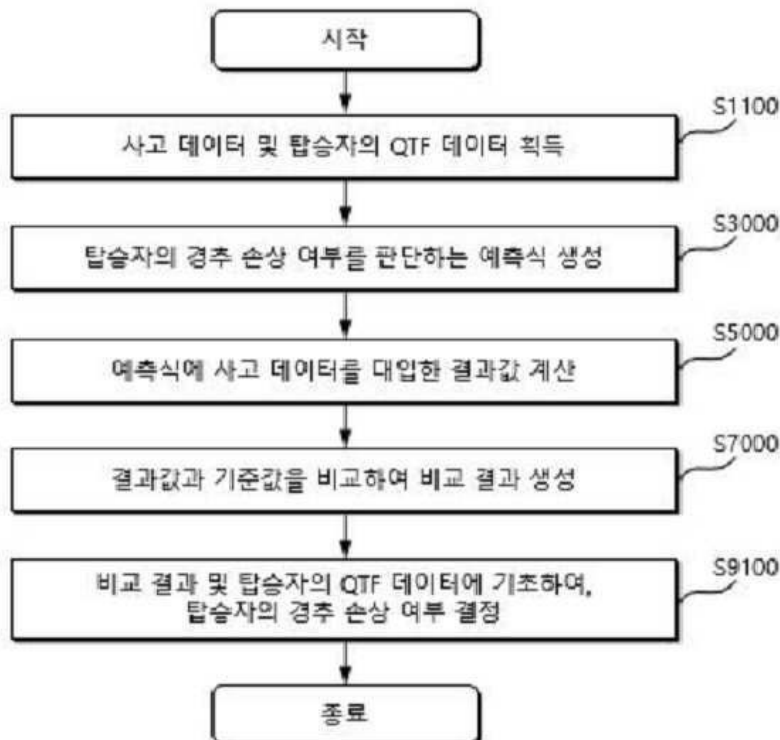 시작
S1100
사고 데이터 및 탑승자의 QTF 데이터 획득
S3000
탑승자의 경추 손상 여부를 판단하는 예측식 생성
S5000
예측식에 사고 데이터를 대입한 결과값 계산
S7000
결과값과 기준값을 비교하여 비교 결과 생성
S9100
비교 결과 및 탑승자의 QTF 데이터에 기초하여,
탑승자의 경추 손상 여부 결정
종료